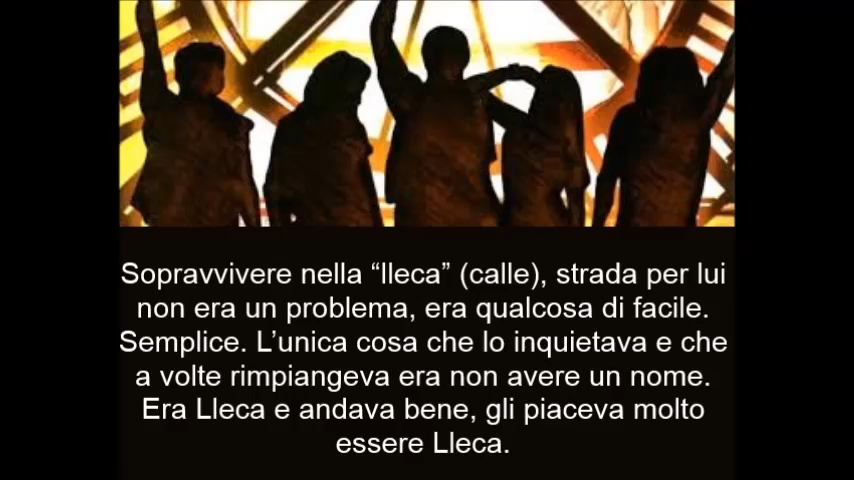 Sopravvivere nella “lleca” (calle), strada per lui
non era un problema, era qualcosa di facile.
Semplice. L’unica cosa che lo inquietava e che
a volte rimpiangeva era non avere un nome.
Era Lleca e andava bene, gli piaceva molto
essere Lleca.